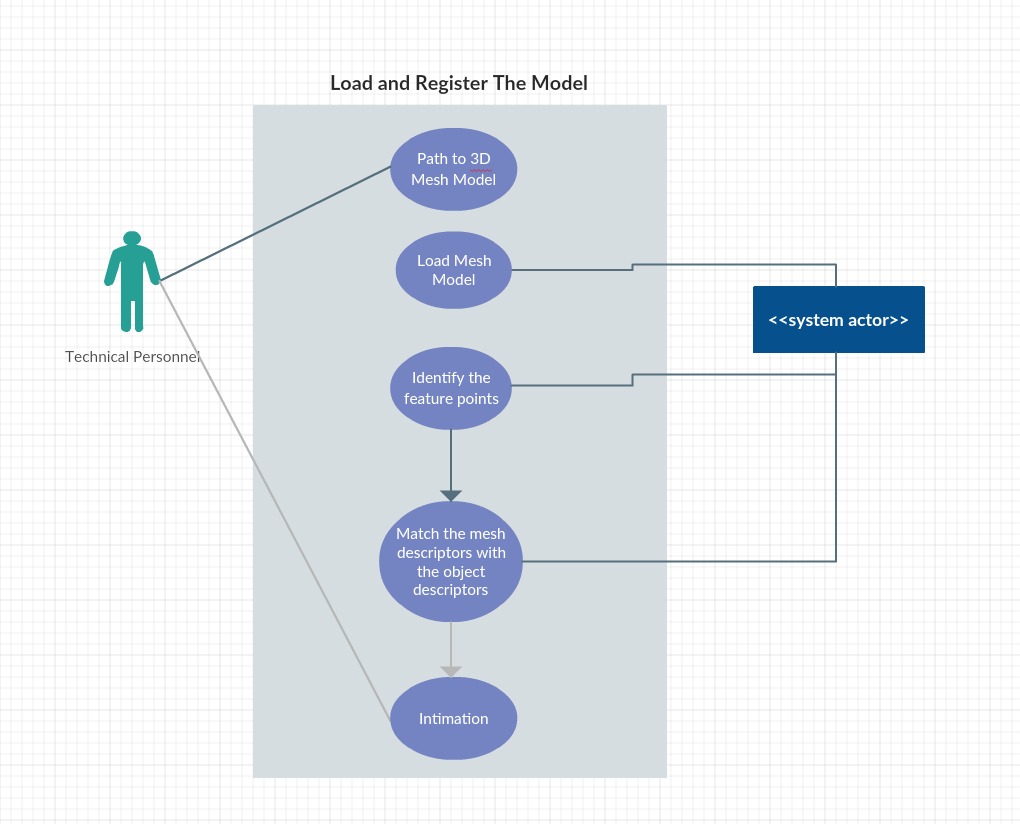 Load and Register The Model
Path to 3D
Mesh Model
Load Mesh
Model
<<system actor>>
Technical Personnel
Identify the
feature points
Match the mesh
descriptors with
the object
descriptors
Intimation